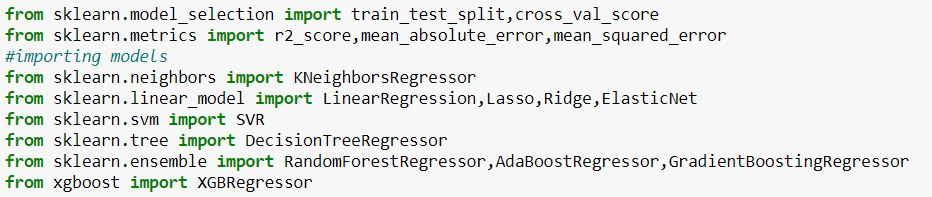 from sklearn.model_selection import train_test_split,cross_val_score
from sklearn.metrics import r2_score,mean_absolute_error,mean_squared_error
#importing models
from sklearn.neighbors import KNeighborsRegressor
from sklearn.linear_model import LinearRegression,Lasso,Ridge,ElasticNet
from sklearn.svm import SVR
from sklearn.tree import DecisionTreeRegressor
from sklearn.ensemble import RandomForestRegressor,AdaBoostRegressor,GradientBoostingRegressor
from xgboost import XGBRegressor